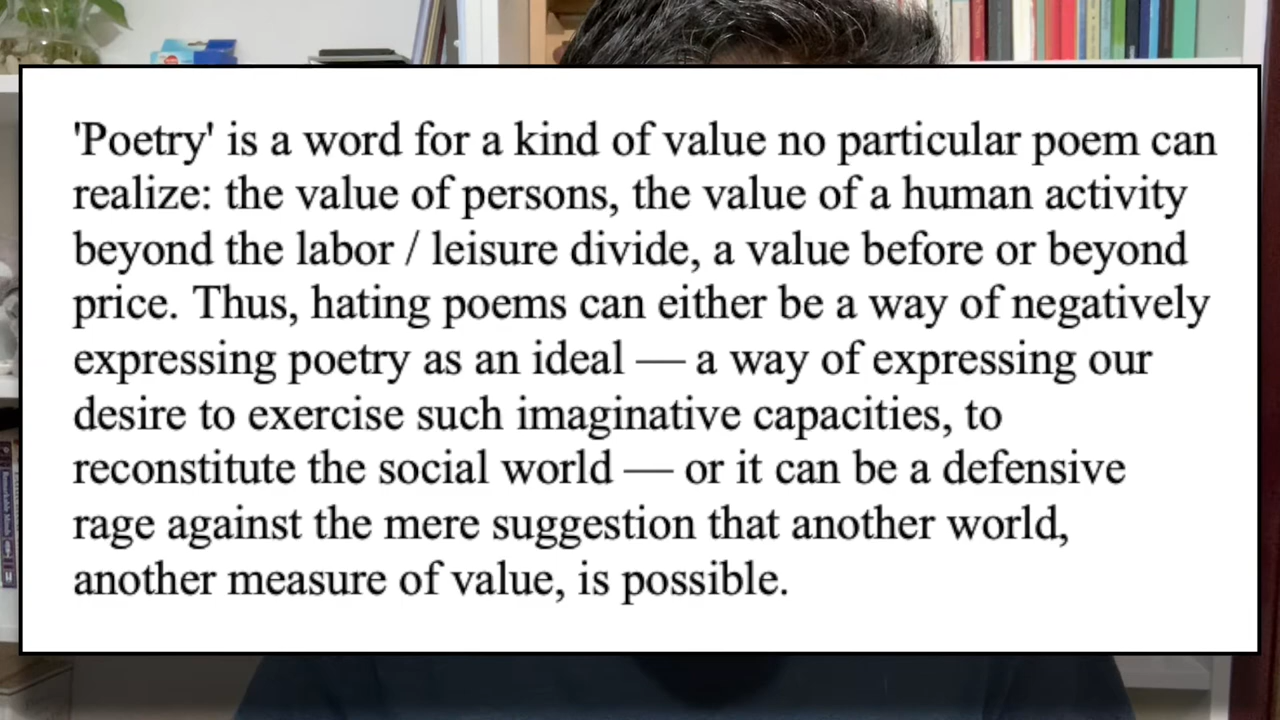 'Poetry' is a word for a kind of value no particular poem can
realize: the value of persons, the value of a human activity
beyond the labor / leisure divide, a value before or beyond
price. Thus, hating poems can either be a way of negatively
expressing poetry as an ideal — a way of expressing our
desire to exercise such imaginative capacities, to
reconstitute the social world — or it can be a defensive
rage against the mere suggestion that another world,
another measure of value, is possible.